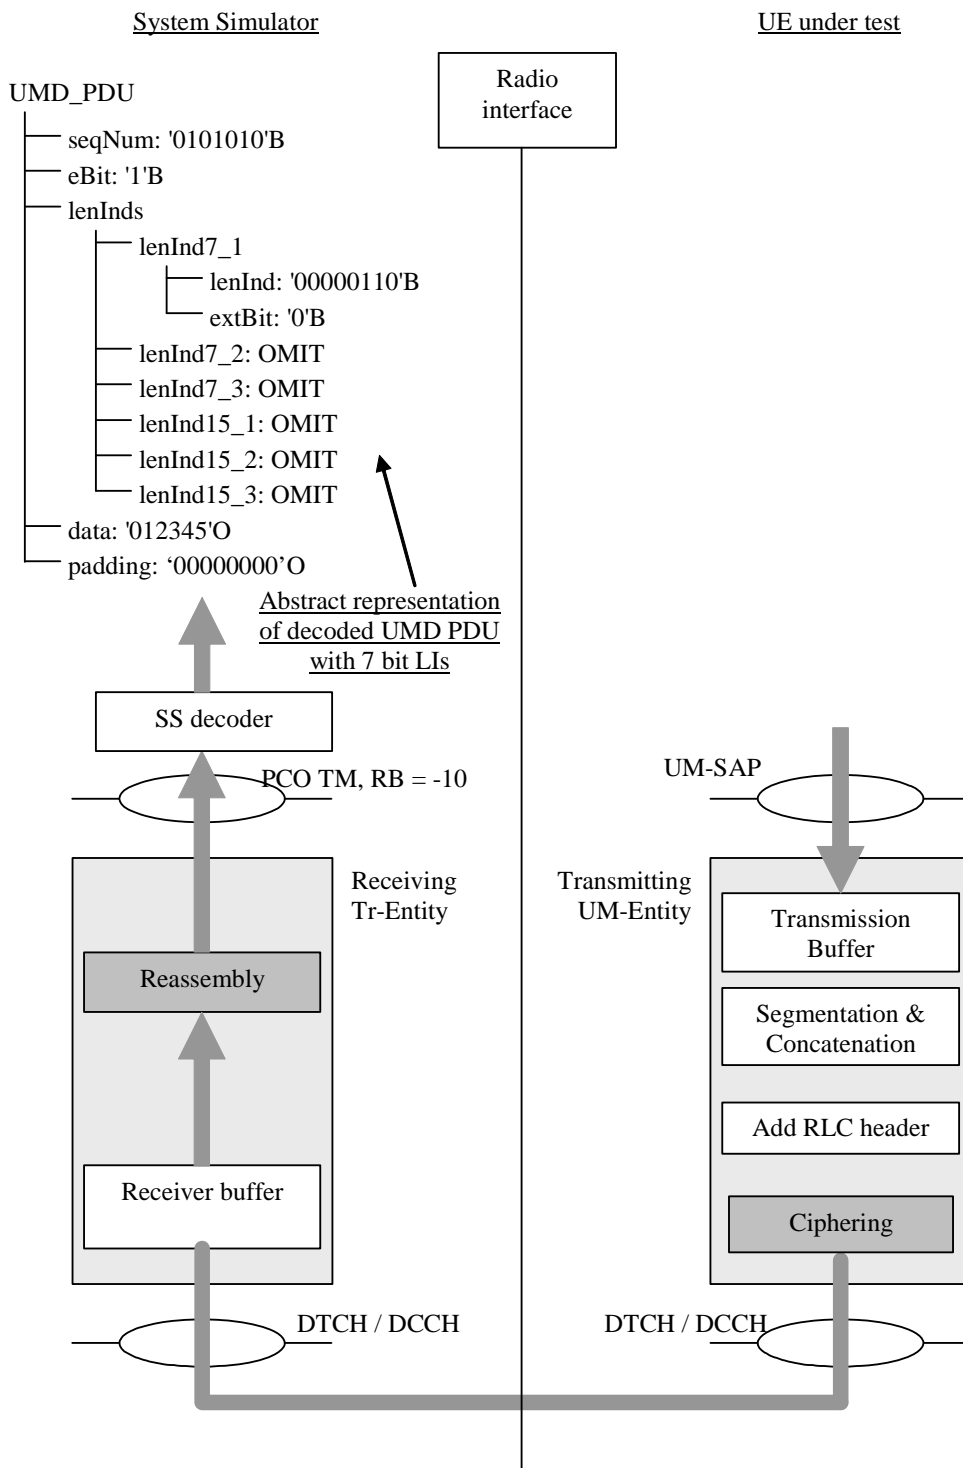 System Simulator
UE under test
Radio
interface
UMD_PDU
seqNum: '0101010'B
eBit: '1'B
lenInds
lenInd7_1
lenInd: '00000110'B
extBit: '0'B
lenInd7_2: OMIT
lenInd7_3: OMIT
lenInd15_1: OMIT
lenInd15_2: OMIT
lenInd15_3: OMIT
data: '012345'O
padding: ‘00000000’O
Abstract representation
of decoded UMD PDU
with 7 bit LIs
SS decoder
PCO TM, RB = -10
UM-SAP
Receiving
Tr-Entity
Transmitting
UM-Entity
Transmission
Buffer
Reassembly
Segmentation &
Concatenation
Add RLC header
Receiver buffer
Ciphering
DTCH / DCCH
DTCH / DCCH